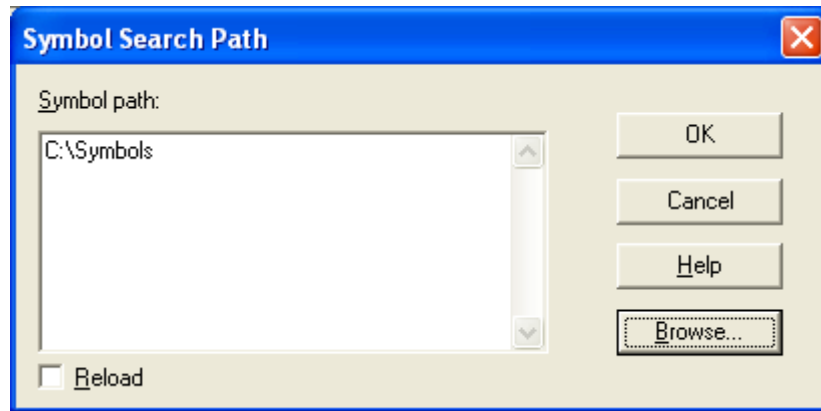 Symbol Search Path
Symbol path:
C:\Symbols
OK
Cancel
Help
Browse...
Reload